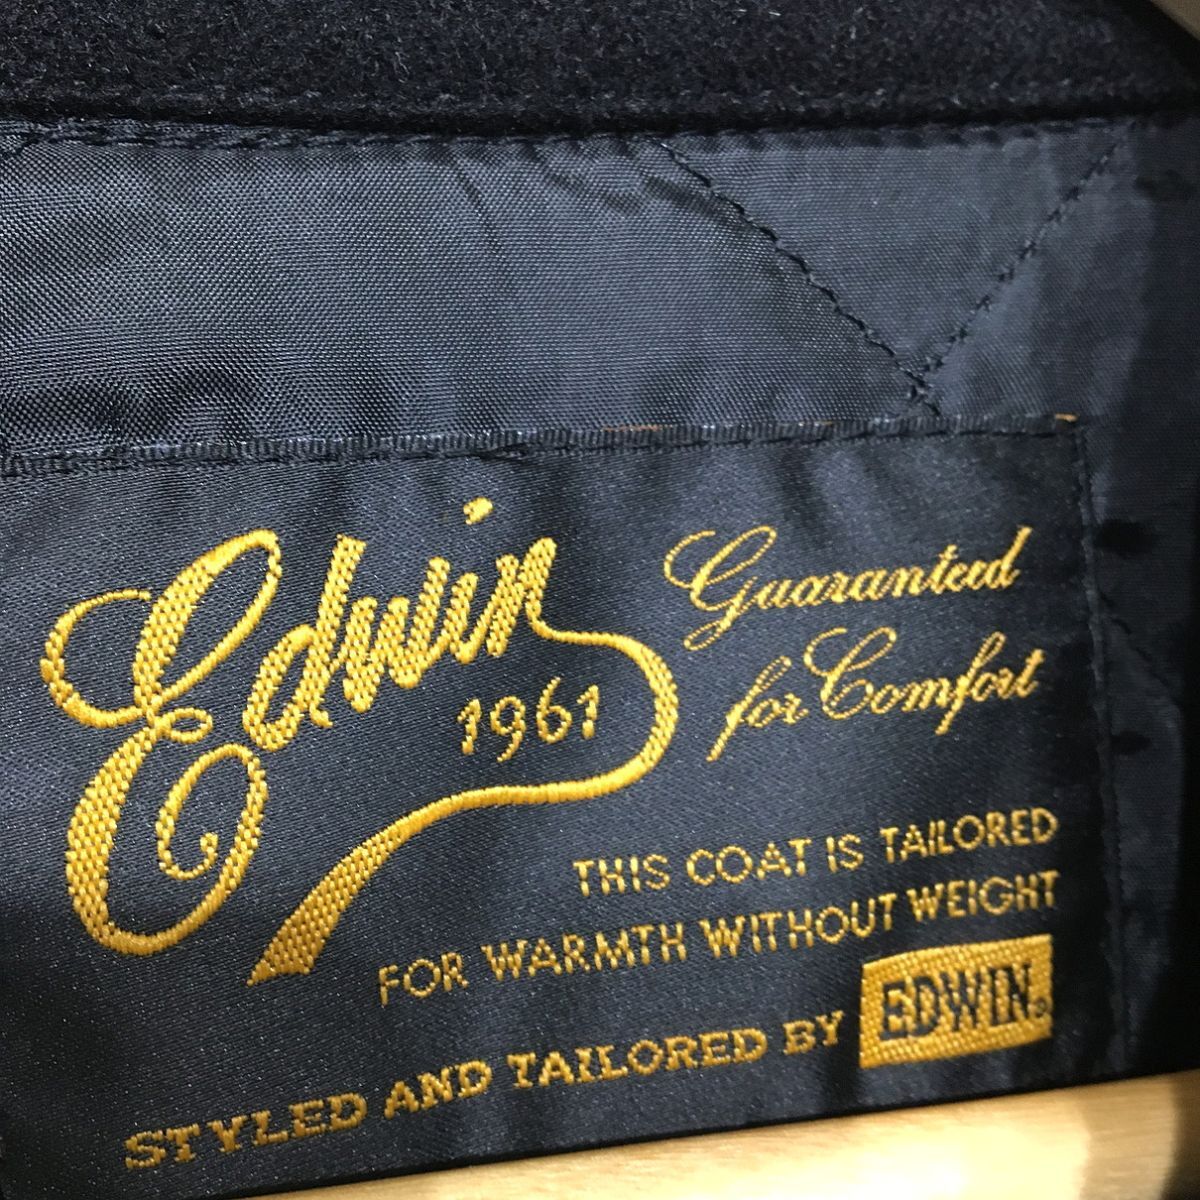 Edwin
1961
Guaranteed
for Comfort
THIS COAT IS TAILORED
FOR WARMTH WITHOUT WEIGHT
STYLED AND TAILORED BY EDWIN.